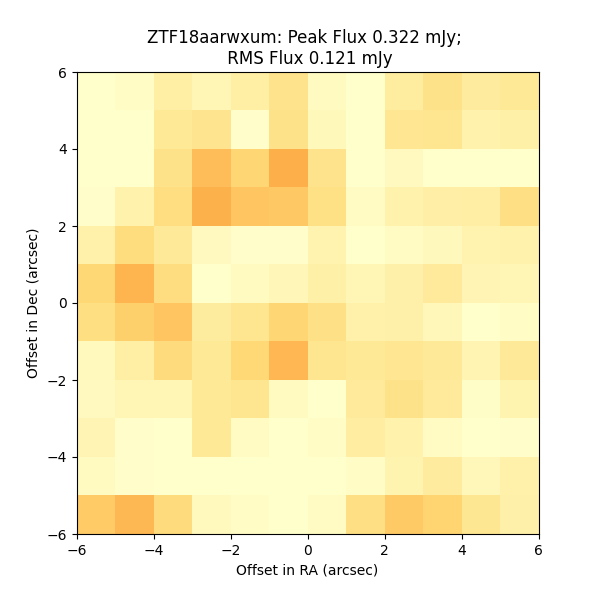 ZTF18aarwxum: Peak Flux 0.322 mJy;
RMS Flux 0.121 mJy
6
4
2
0
−2
−4
−6
Offset in Dec (arcsec)
−6 −4 −2 0 2 4 6
Offset in RA (arcsec)